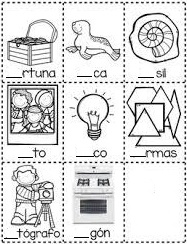 __rtuna __ca __sil
__to __co __rmas
__tógrafo __gón